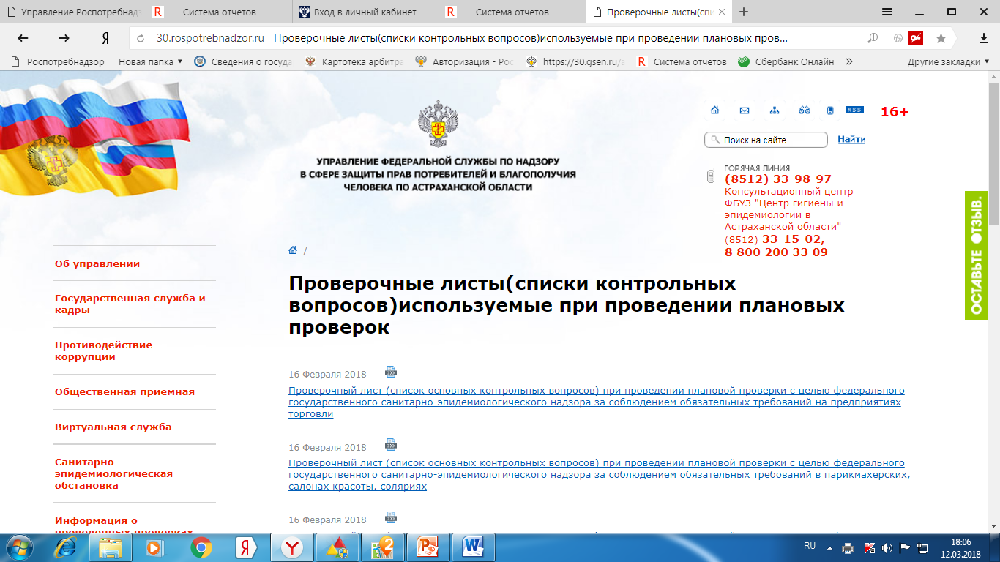 Управление Роспотребнад
Система отчетов
Вход в личный кабинет
Система отчетов
Проверочные листы(спи
30.rospotrebnadzor.ru Проверочные листы(списки контрольных вопросов)используемые при проведении плановых пров...
Роспотребнадзор
Новая папка
Сведения о госуда
Картотека арбитра
Авторизация - Рос
https://30.gsen.ru/a
Система отчетов
Сбербанк Онлайн
Другие закладки
RSS
16+
Поиск на сайте
Найти
УПРАВЛЕНИЕ ФЕДЕРАЛЬНОЙ СЛУЖБЫ ПО НАДЗОРУ
В СФЕРЕ ЗАЩИТЫ ПРАВ ПОТРЕБИТЕЛЕЙ И БЛАГОПОЛУЧИЯ
ЧЕЛОВЕКА ПО АСТРАХАНСКОЙ ОБЛАСТИ
ГОРЯЧАЯ ЛИНИЯ
(8512) 33-98-97
Консультационный центр
ФБУЗ "Центр гигиены и
эпидемиологии в
Астраханской области"
(8512) 33-15-02,
8 800 200 33 09
ОСТАВЬТЕ ОТЗЫВ.
Об управлении
Государственная служба и
кадры
Противодействие
коррупции
Общественная приемная
Виртуальная служба
Санитарно-
эпидемиологическая
обстановка
Информация о
проведенных проверках
/
Проверочные листы(списки контрольных
вопросов)используемые при проведении плановых
проверок
16 Февраля 2018
Проверочный лист (список основных контрольных вопросов) при проведении плановой проверки с целью федерального
государственного санитарно-эпидемиологического надзора за соблюдением обязательных требований на предприятиях
торговли
16 Февраля 2018
Проверочный лист (список основных контрольных вопросов) при проведении плановой проверки с целью федерального
государственного санитарно-эпидемиологического надзора за соблюдением обязательных требований в парикмахерских,
салонах красоты, соляриях
16 Февраля 2018
RU
18:06
12.03.2018